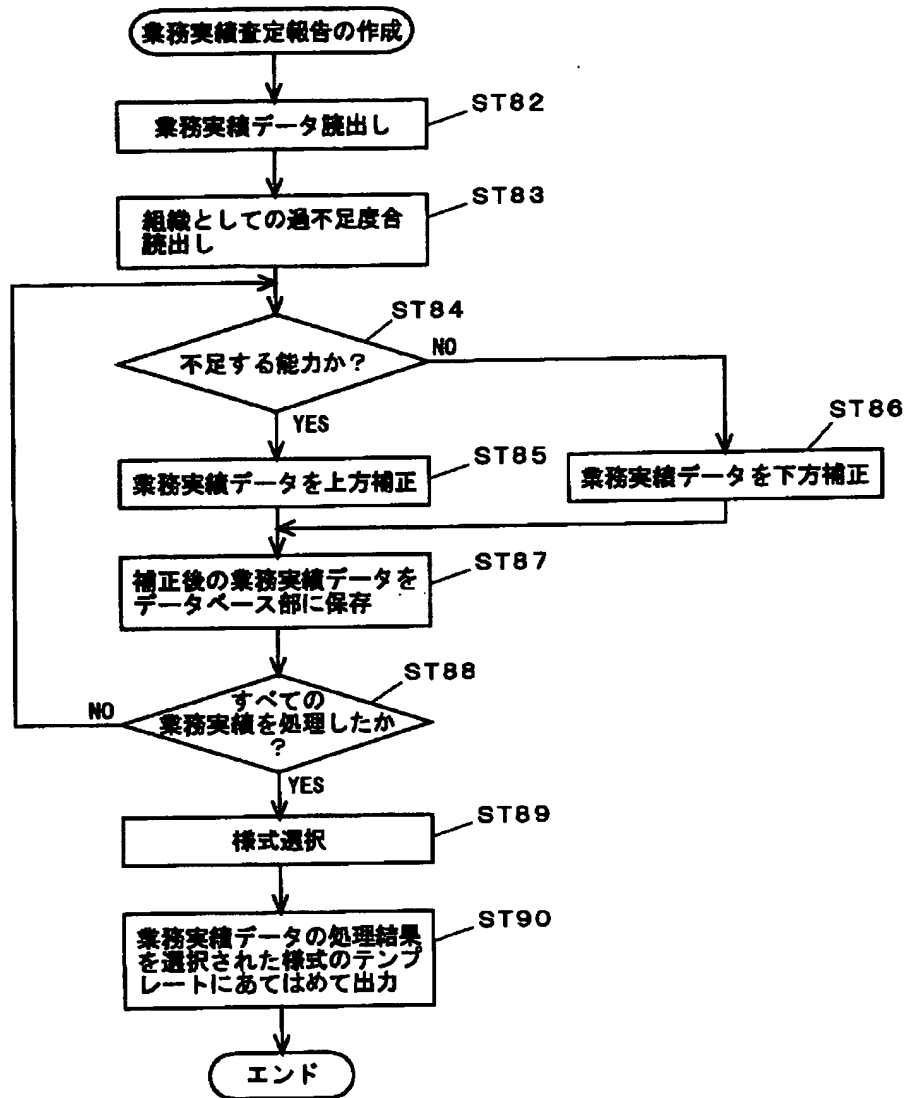 業務実績査定報告の作成
ST82
業務実績データ読出し
ST83
組織としての過不足度合
読出し
ST84
不足する能力か？
NO
YES
ST85
業務実績データを上方補正
ST86
業務実績データを下方補正
ST87
補正後の業務実績データを
データベース部に保存
ST88
すべての
業務実績を処理したか
？
NO
YES
ST89
様式選択
ST90
業務実績データの処理結果
を選択された様式のテンプ
レートにあてはめて出力
エンド